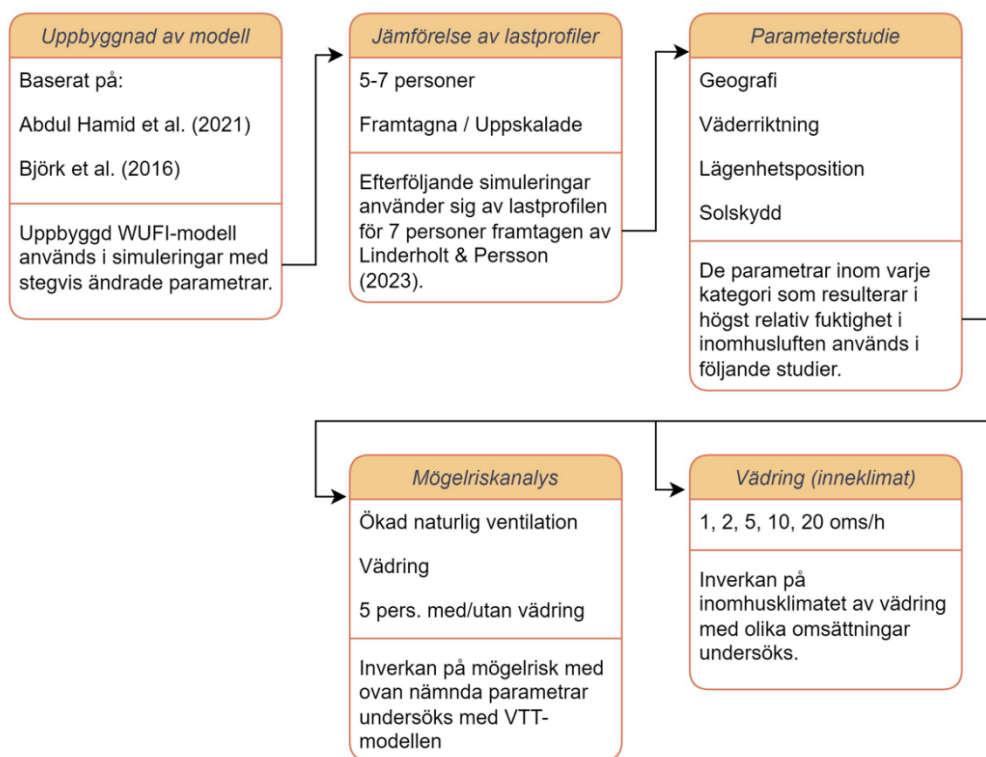 Uppbyggnad av modell
Baserat på:
Abdul Hamid et al. (2021)
Björk et al. (2016)
Uppbyggd WUFI-modell
används i simuleringar med
stegvis ändrade parametrar.
Jämförelse av lastprofiler
5-7 personer
Framtagna / Uppskalade
Efterföljande simuleringar
använder sig av lastprofilen
för 7 personer framtagen av
Linderholt & Persson
(2023).
Parameterstudie
Geografi
Väderriktning
Lägenhetsposition
Solskydd
De parametrar inom varje
kategori som resulterar i
högst relativ fuktighet i
inomhusluften används i
följande studier.
Mögelriskanalys
Ökad naturlig ventilation
Vädring
5 pers. med/utan vädring
Inverkan på mögelrisk med
ovan nämnda parametrar
undersöks med VTT-
modellen
Vädring (inneklimat)
1, 2, 5, 10, 20 oms/h
Inverkan på
inomhusklimatet av vädring
med olika omsättningar
undersöks.